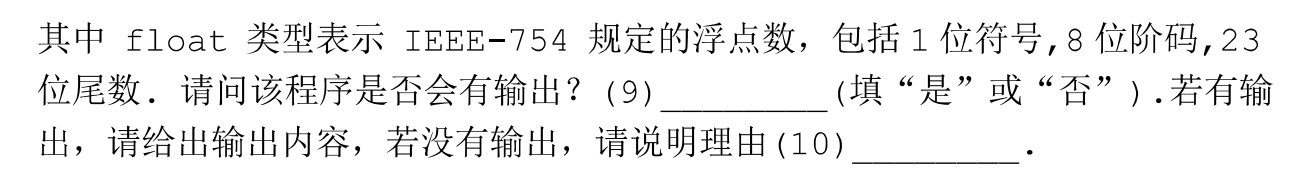 其中 float 类型表示 IEEE-754 规定的浮点数，包括1位符号,8位阶码,23
位尾数. 请问该程序是否会有输出? (9)________(填“是”或“否”).若有输
出，请给出输出内容，若没有输出，请说明理由(10)________.